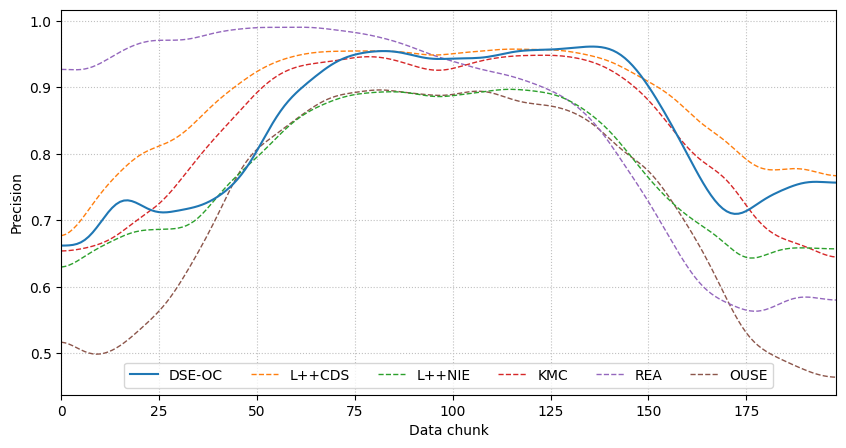 1.0
0.9
0.8
0.7
0.6
0.5
Precision
DSE-OC L++CDS L++NIE KMC REA OUSE
0 25 50 75 100 125 150 175
Data chunk